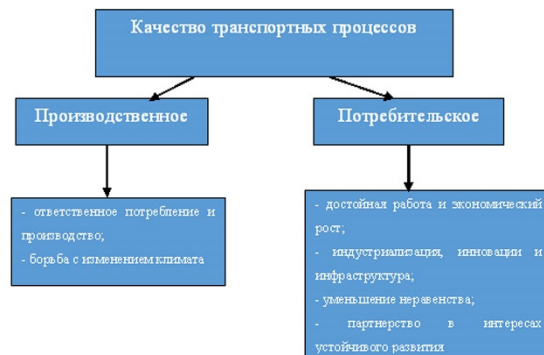 Качество транспортных процессов
Производственное
Потребительское
- ответственное потребление и
производство;
- борьба с изменением климата
- достойная работа и экономический
рост;
- индустриализация, инновации и
инфраструктура;
- уменьшение неравенства;
- партнерство в интересах
устойчивого развития